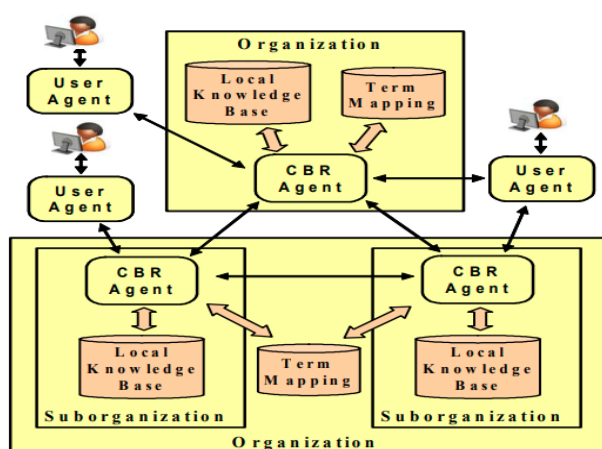 Organization
User
Agent
Local
Knowledge
Base
Term
Mapping
User
Agent
CBR
Agent
User
Agent
CBR
Agent
CBR
Agent
Local
Knowledge
Base
Term
Mapping
Local
Knowledge
Base
Suborganization
Suborganization
Organization